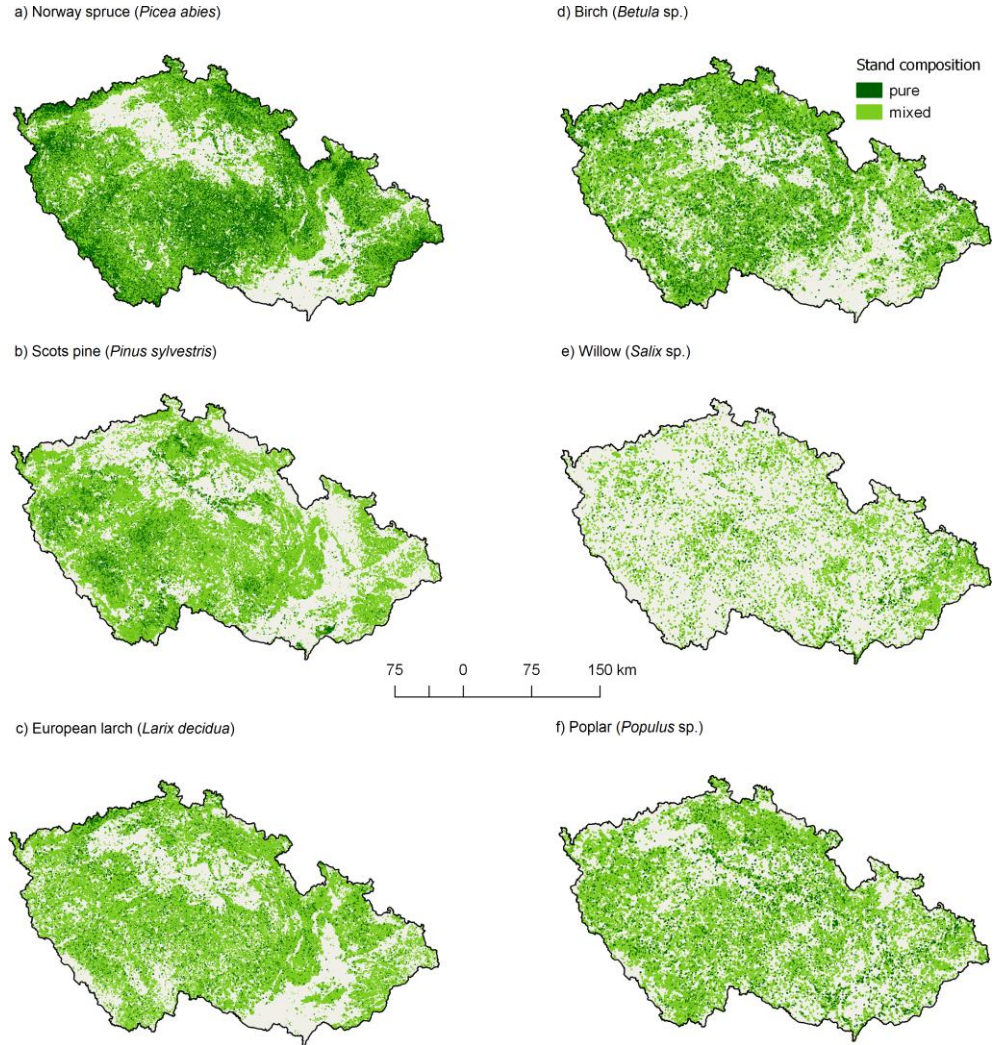 a) Norway spruce (Picea abies)
d) Birch (Betula sp.)
Stand composition
pure
mixed
b) Scots pine (Pinus sylvestris)
e) Willow (Salix sp.)
75 0 75 150 km
c) European larch (Larix decidua)
f) Poplar (Populus sp.)